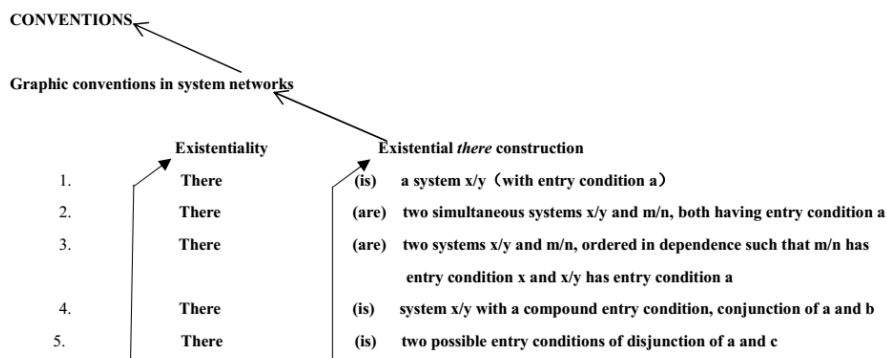 CONVENTIONS
Graphic conventions in system networks
Existentiality Existential there construction
1. There (is) a system x/y（with entry condition a）
2. There (are) two simultaneous systems x/y and m/n, both having entry condition a
3. There (are) two systems x/y and m/n, ordered in dependence such that m/n has
entry condition x and x/y has entry condition a
4. There (is) system x/y with a compound entry condition, conjunction of a and b
5. There (is) two possible entry conditions of disjunction of a and c